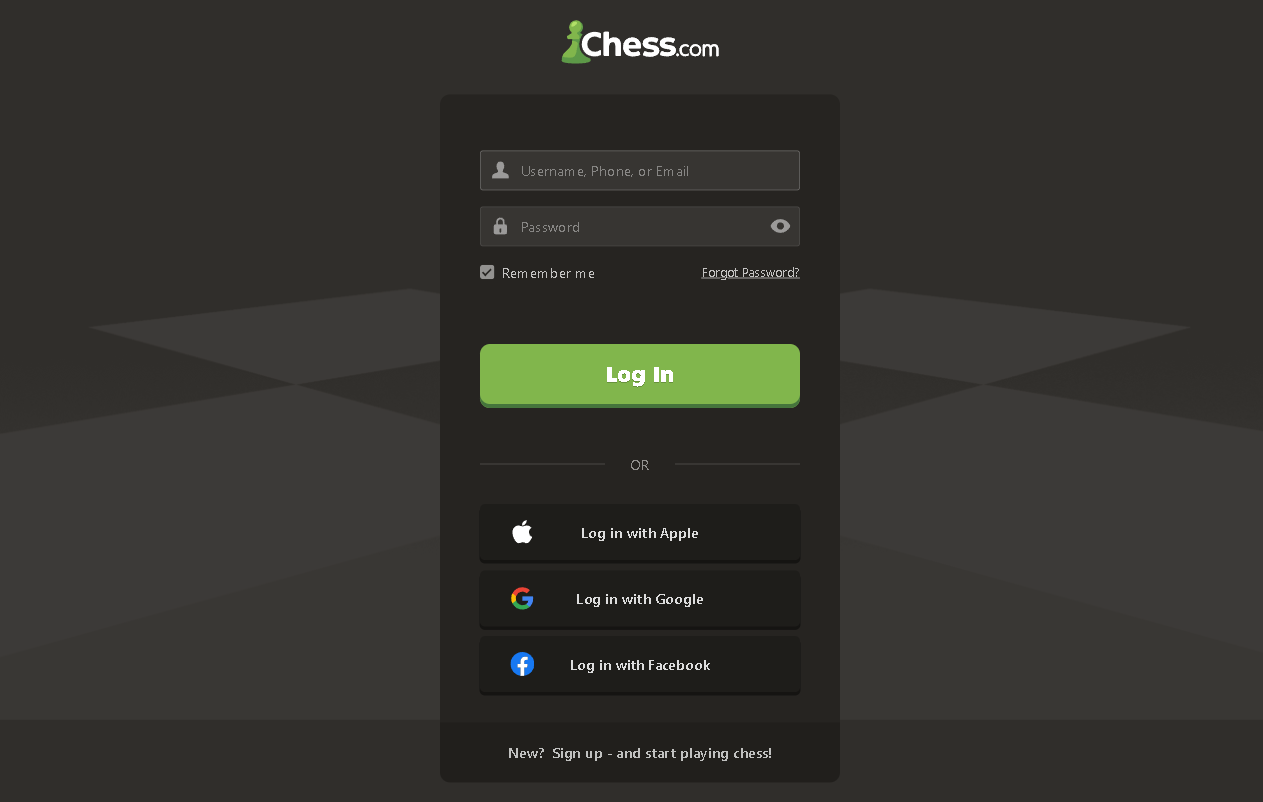 Chess.com
Username, Phone, or Email
Password
Remember me Forgot Password?
Log In
OR
Log in with Apple
Log in with Google
Log in with Facebook
New? Sign up - and start playing chess!